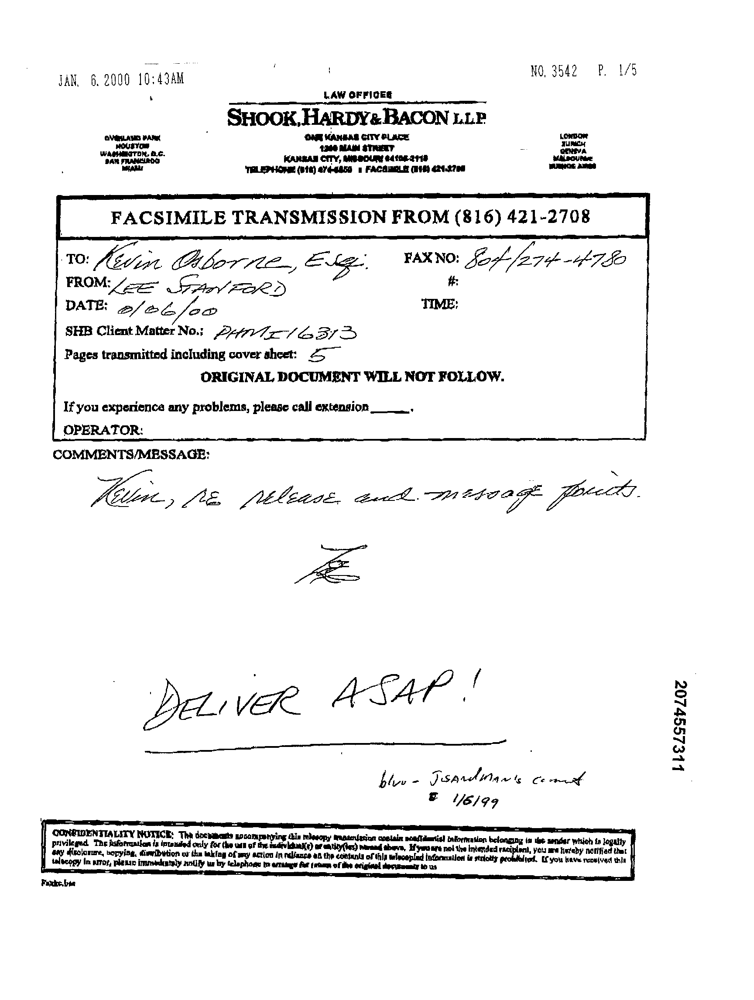 JAN. 6. 2000 10:43AM
NO. 3542 P. 1/5
LAW OFFICES
SHOOK, HARDY & BACON LLP
OVERLAND PARK
HOUSTON
WASHINGTON, D.C.
SAN FRANCISCO
MIAMI
ONE KANSAS CITY PLACE
1200 MAIN STREET
KANSAS CITY, MISSOURI 64105-2118
TELEPHONE (816) 474-6550 FACSIMILE (816) 421-2708
LONDON
ZURICH
GENEVA
MELBOURNE
BUENOS AIRES
FACSIMILE TRANSMISSION FROM (816) 421-2708
TO: Kevin Osborne, Esq.
FAX NO: 804/274-4780
FROM: LEE STANFORD
#:
DATE: 0/06/00
TIME:
SHB Client Matter No.: PHMI 16313
Pages transmitted including cover sheet: 5
ORIGINAL DOCUMENT WILL NOT FOLLOW.
If you experience any problems, please call extension _____.
OPERATOR:
COMMENTS/MESSAGE:
Kevin, re release and message points.
DELIVER ASAP!
2074557311
1/6/99
CONFIDENTIALITY NOTICE: The documents accompanying this telecopy transmission contain confidential information belonging to the sender which is legally
privileged. The information is intended only for the use of the individual(s) or entity(ies) named above. If you are not the intended recipient, you are hereby notified that
any disclosure, copying, distribution or the taking of any action in reliance on the contents of this telecopied information is strictly prohibited. If you have received this
telecopy in error, please immediately notify us by telephone to arrange for return of the original documents to us